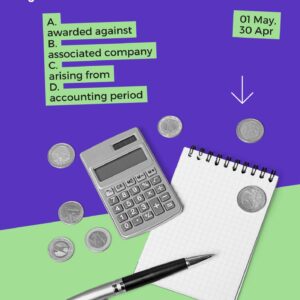 A.
awarded against
B.
associated company
C.
arising from
D.
accounting period
01 May,
30 Apr